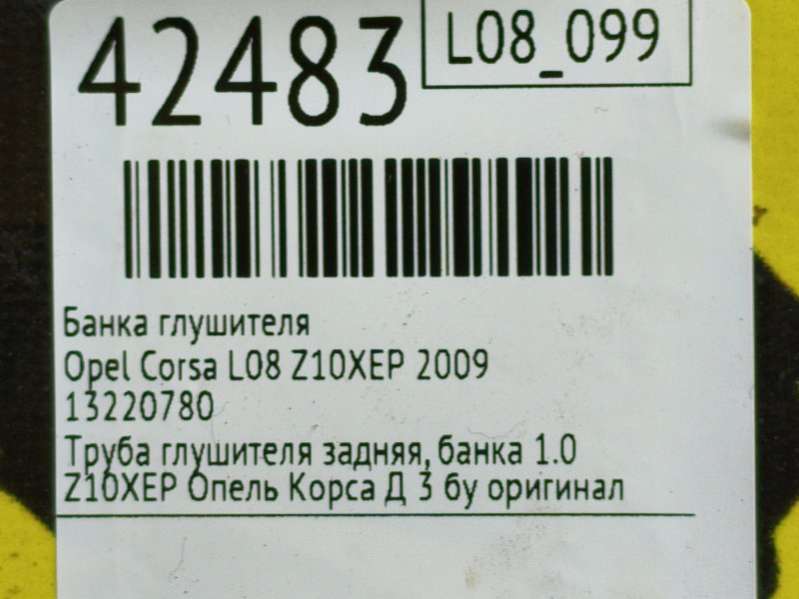 42483
L08_099
Банка глушителя
Opel Corsa L08 Z10XEP 2009
13220780
Труба глушителя задняя, банка 1.0
Z10XEP Опель Корса Д 3 бу оригинал